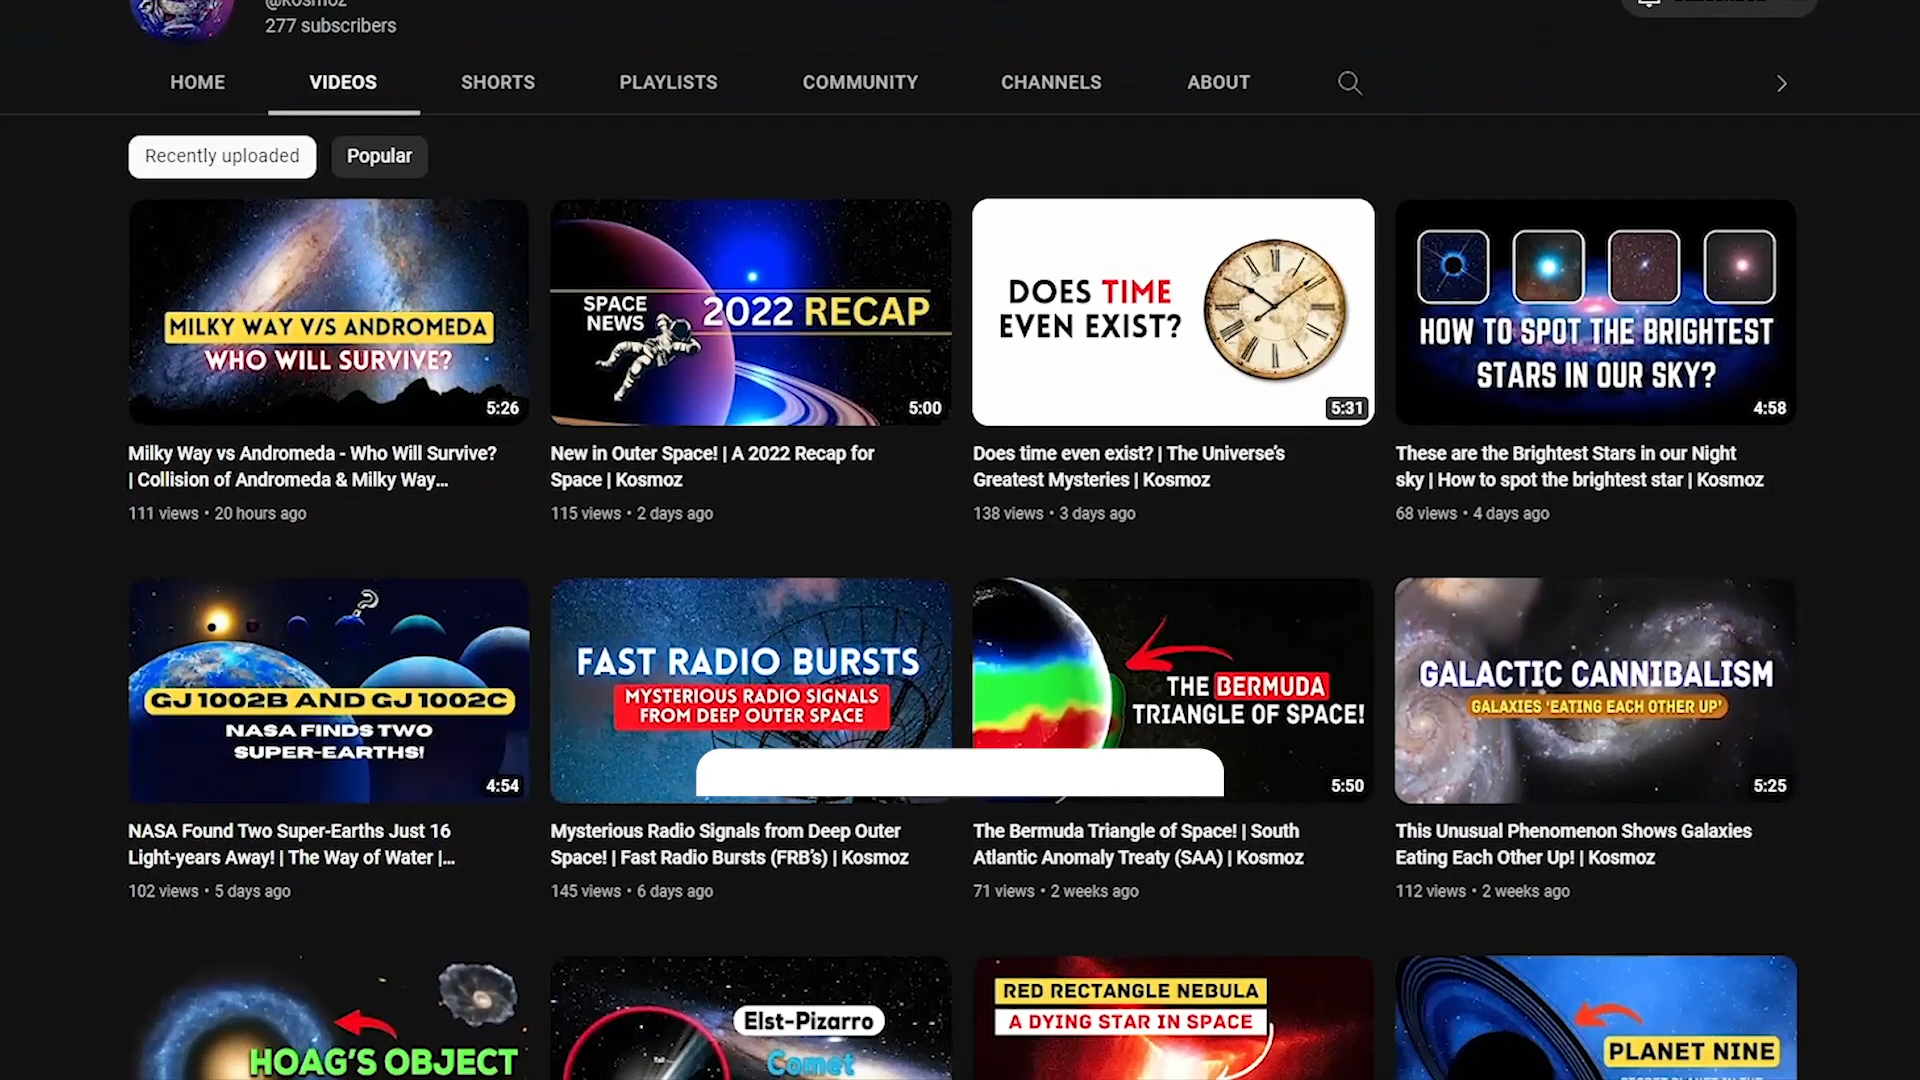 @kosmoz
277 subscribers
HOME VIDEOS SHORTS PLAYLISTS COMMUNITY CHANNELS ABOUT
Recently uploaded Popular
MILKY WAY V/S ANDROMEDA
WHO WILL SURVIVE?
5:26
SPACE
NEWS
2022 RECAP
5:00
DOES TIME
EVEN EXIST?
5:31
HOW TO SPOT THE BRIGHTEST
STARS IN OUR SKY?
4:58
Milky Way vs Andromeda - Who Will Survive?
| Collision of Andromeda & Milky Way...
111 views • 20 hours ago
New in Outer Space! | A 2022 Recap for
Space | Kosmoz
115 views • 2 days ago
Does time even exist? | The Universe's
Greatest Mysteries | Kosmoz
138 views • 3 days ago
These are the Brightest Stars in our Night
sky | How to spot the brightest star | Kosmoz
68 views • 4 days ago
?
GJ 1002B AND GJ 1002C
NASA FINDS TWO
SUPER-EARTHS!
4:54
FAST RADIO BURSTS
MYSTERIOUS RADIO SIGNALS
FROM DEEP OUTER SPACE
THE BERMUDA
TRIANGLE OF SPACE!
5:50
GALACTIC CANNIBALISM
GALAXIES 'EATING EACH OTHER UP'
5:25
NASA Found Two Super-Earths Just 16
Light-years Away! | The Way of Water |...
102 views • 5 days ago
Mysterious Radio Signals from Deep Outer
Space! | Fast Radio Bursts (FRB's) | Kosmoz
145 views • 6 days ago
The Bermuda Triangle of Space! | South
Atlantic Anomaly Treaty (SAA) | Kosmoz
71 views • 2 weeks ago
This Unusual Phenomenon Shows Galaxies
Eating Each Other Up! | Kosmoz
112 views • 2 weeks ago
HOAG'S OBJECT
Elst-Pizarro
Comet
Tail
RED RECTANGLE NEBULA
A DYING STAR IN SPACE
PLANET NINE